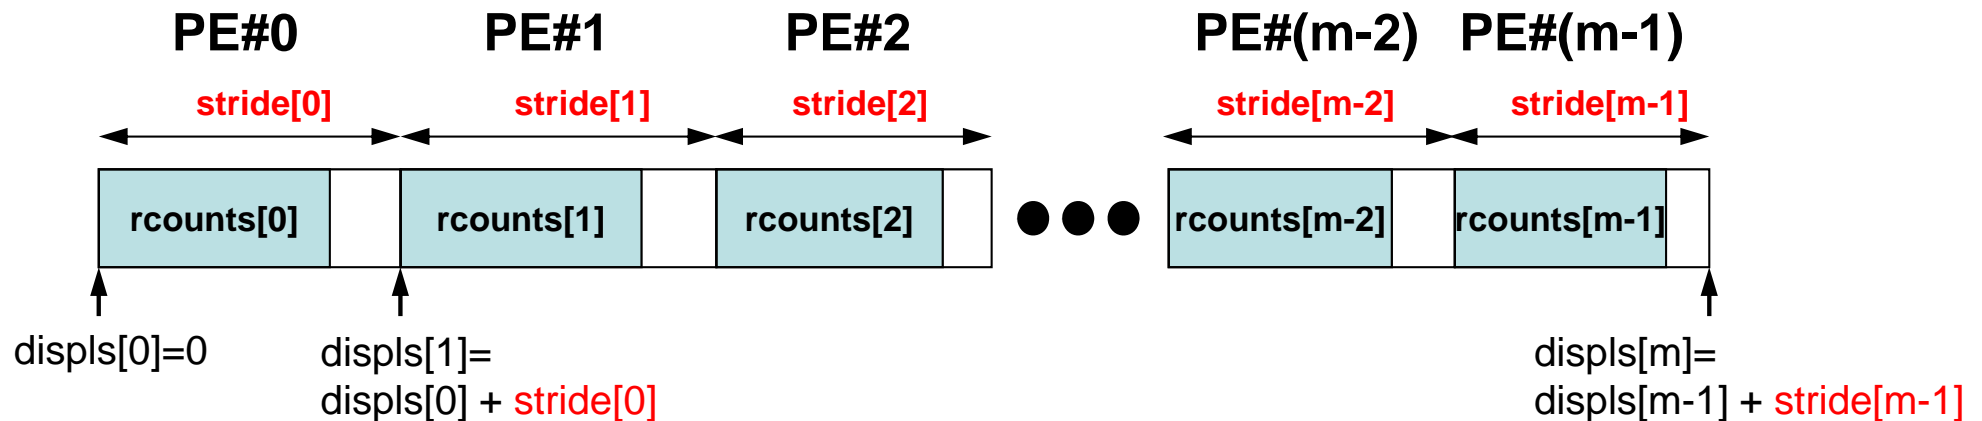 PE#0 PE#1 PE#2 PE#(m-2) PE#(m-1)
stride[0] stride[1] stride[2] stride[m-2] stride[m-1]
rcounts[0] rcounts[1] rcounts[2] rcounts[m-2] rcounts[m-1]
displs[0]=0 displs[1]= displs[m]=
displs[0] + stride[0] displs[m-1] + stride[m-1]